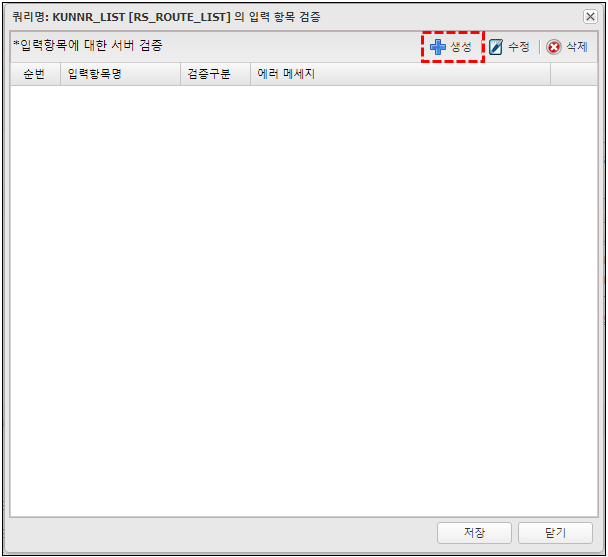 쿼리명: KUNNR_LIST [RS_ROUTE_LIST] 의 입력 항목 검증
*입력항목에 대한 서버 검증 생성 수정 삭제
순번 입력항목명 검증구분 에러 메세지
저장 닫기